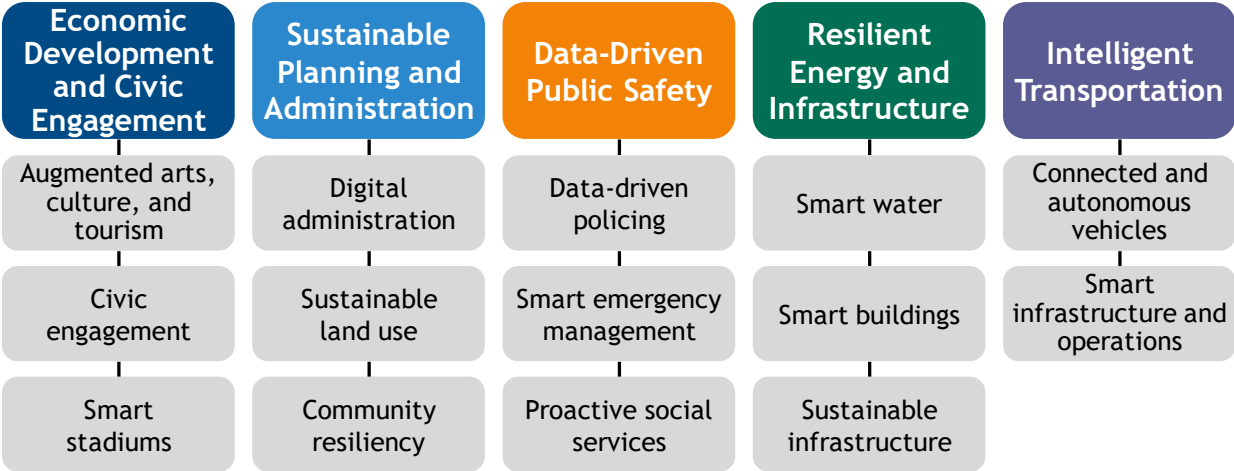 Economic
Development
and Civic
Engagement
Augmented arts,
culture, and
tourism
Civic
engagement
Smart
stadiums
Sustainable
Planning and
Administration
Digital
administration
Sustainable
land use
Community
resiliency
Data-Driven
Public Safety
Data-driven
policing
Smart emergency
management
Proactive social
services
Resilient
Energy and
Infrastructure
Smart water
Smart buildings
Sustainable
infrastructure
Intelligent
Transportation
Connected and
autonomous
vehicles
Smart
infrastructure and
operations